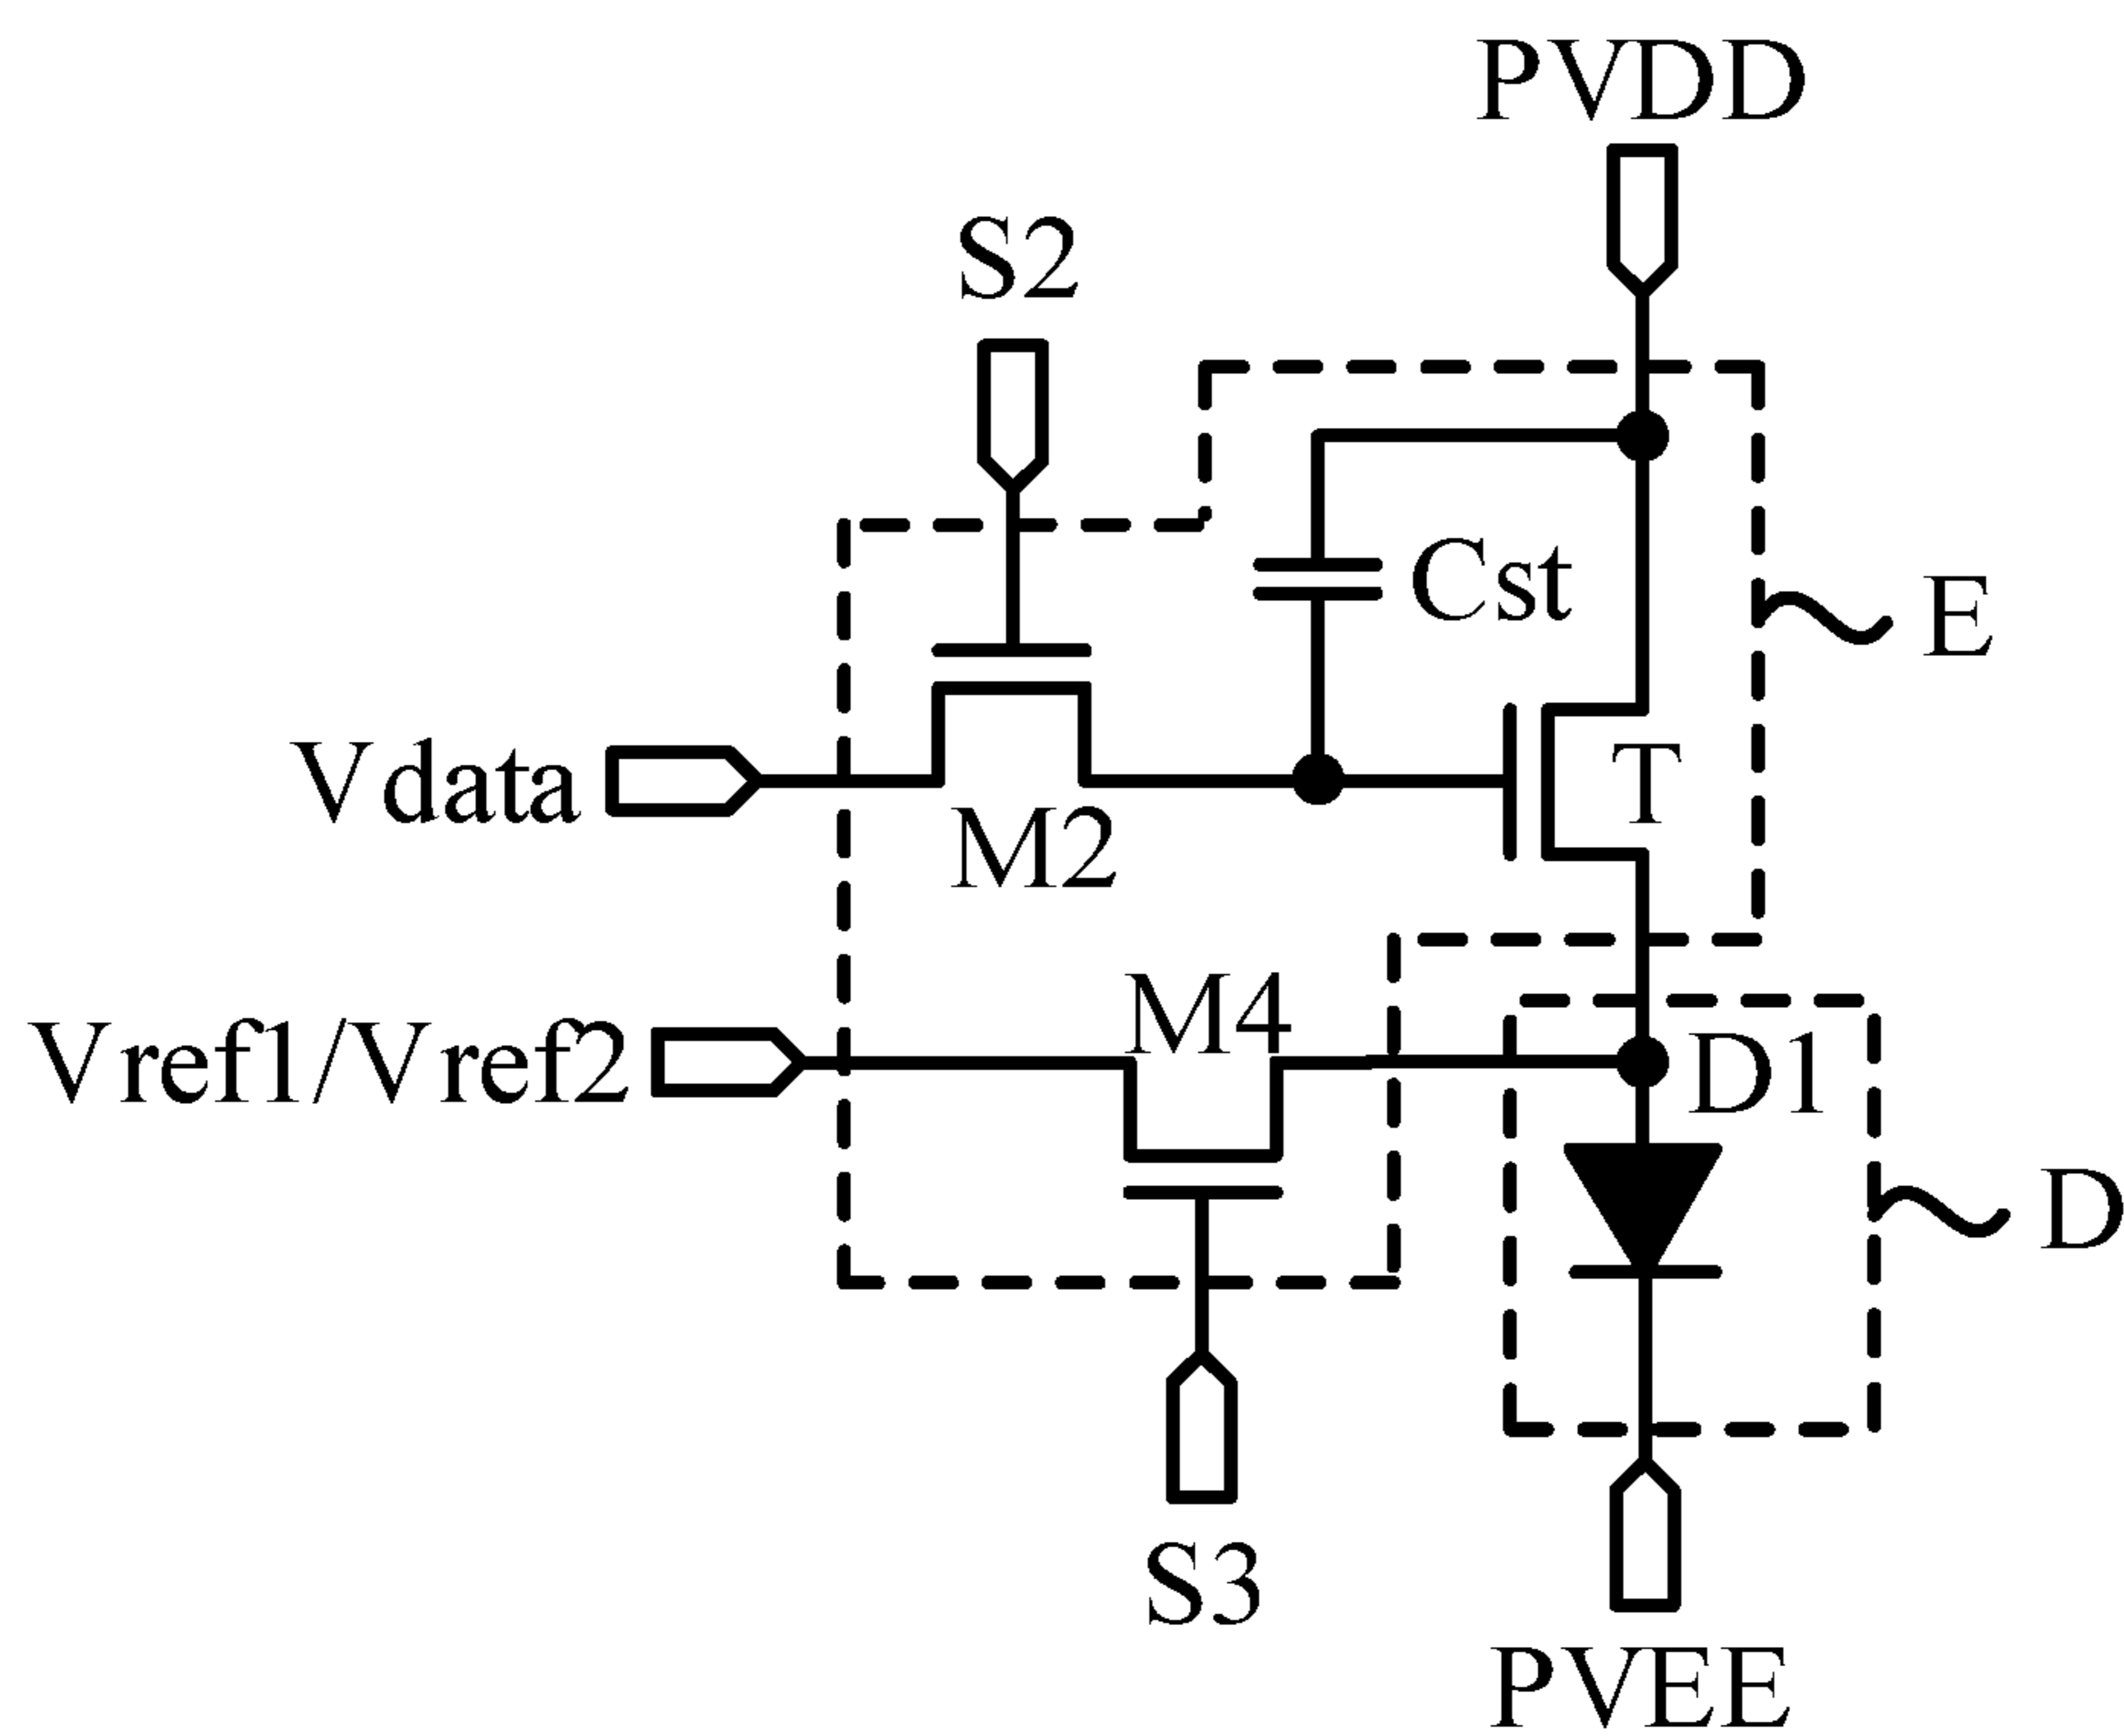 PVDD
S2
Cst
E
Vdata
T
M2
M4
Vref1/Vref2
D1
D
S3
PVEE